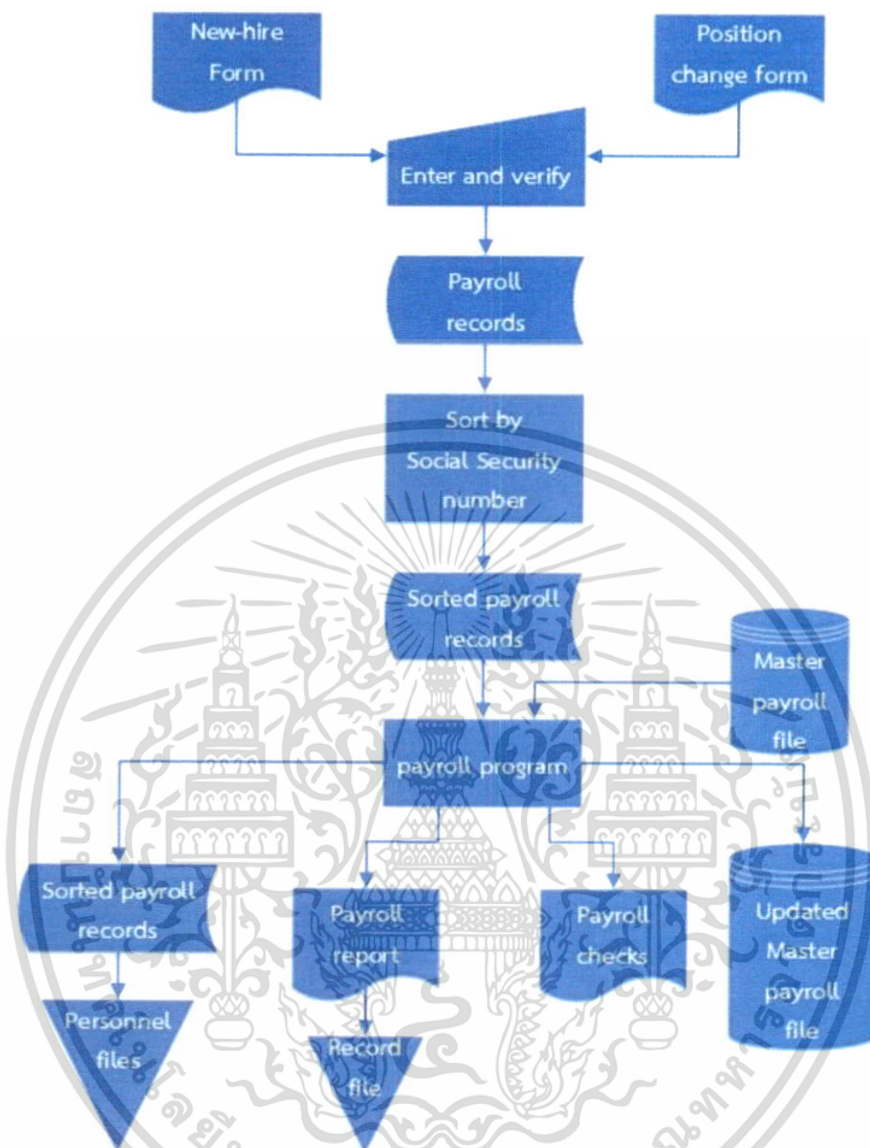 New-hire
Form
Position
change form
Enter and verify
Payroll
records
Sort by
Social Security
number
Sorted payroll
records
Master
payroll
file
payroll program
Sorted payroll
records
Payroll
report
Payroll
checks
Updated
Master
payroll
file
Personnel
files
Record
file